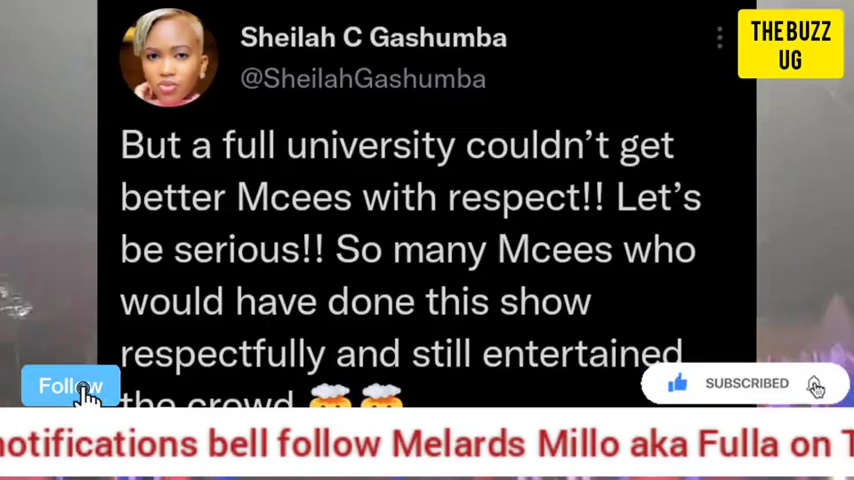 Sheilah C Gashumba
@SheilahGashumba
THE BUZZ
UG
But a full university couldn't get
better Mcees with respect!! Let's
be serious!! So many Mcees who
would have done this show
respectfully and still entertained
the crowd 🤯🤯
Follow
SUBSCRIBED
notifications bell follow Melards Millo aka Fulla on T